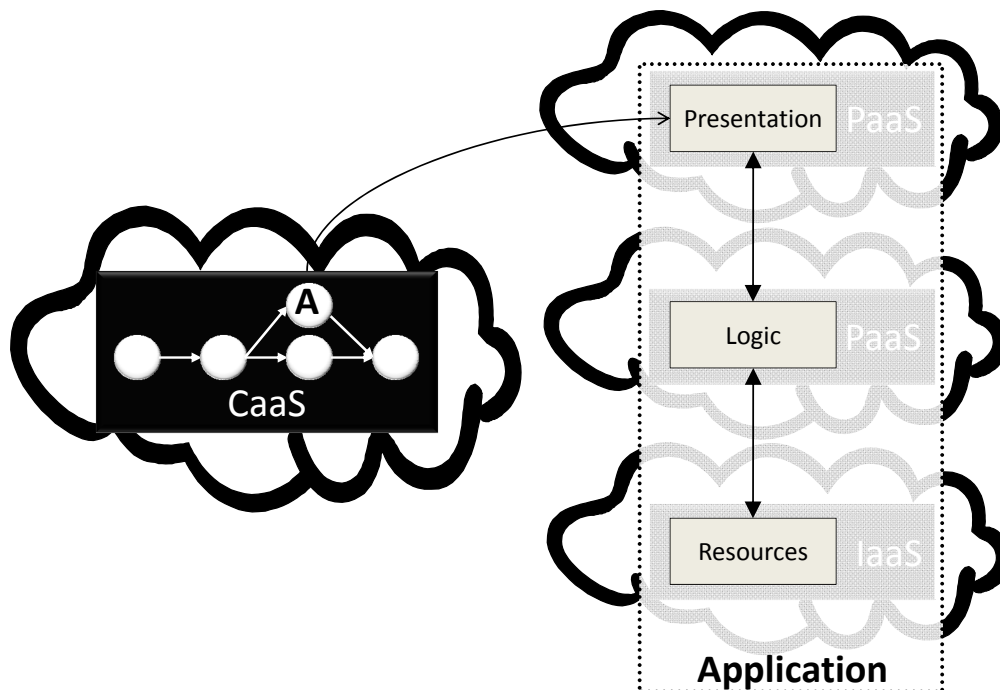 A
CaaS
Presentation
PaaS
Logic
PaaS
Resources
IaaS
Application